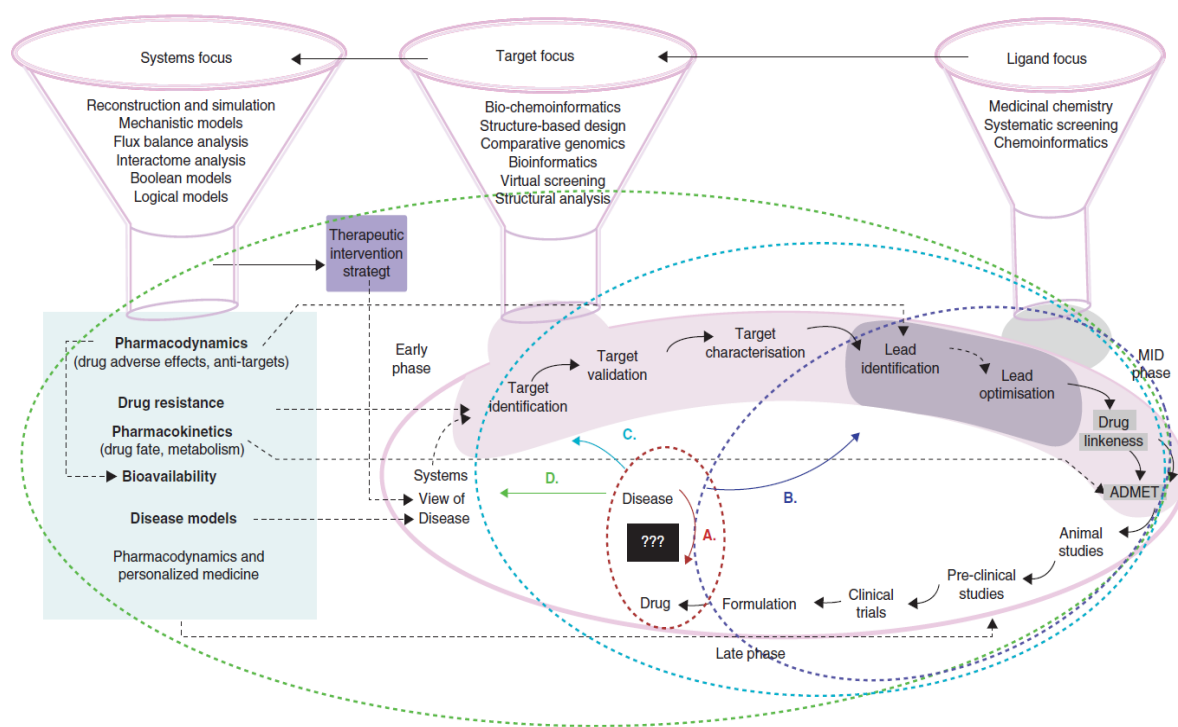 Systems focus
Target focus
Ligand focus
Reconstruction and simulation
Mechanistic models
Flux balance analysis
Interactome analysis
Boolean models
Logical models
Bio-chemoinformatics
Structure-based design
Comparative genomics
Bioinformatics
Virtual screening
Structural analysis
Medicinal chemistry
Systematic screening
Chemoinformatics
Therapeutic
intervention
strategt
Pharmacodynamics
(drug adverse effects, anti-targets)
Drug resistance
Pharmacokinetics
(drug fate, metabolism)
Bioavailability
Disease models
Pharmacodynamics and
personalized medicine
Early
phase
Target
identification
Target
validation
Target
characterisation
Lead
identification
Lead
optimisation
MID
phase
Drug
linkeness
ADMET
Systems
View of
Disease
C.
D.
Disease
???
A.
B.
Drug
Formulation
Clinical
trials
Pre-clinical
studies
Animal
studies
Late phase